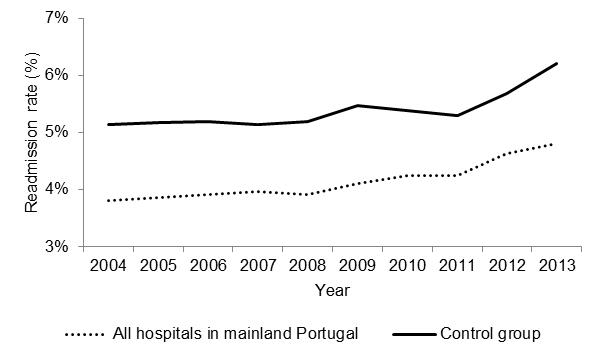 7%
6%
5%
4%
3%
Readmission rate (%)
2004 2005 2006 2007 2008 2009 2010 2011 2012 2013
Year
All hospitals in mainland Portugal Control group